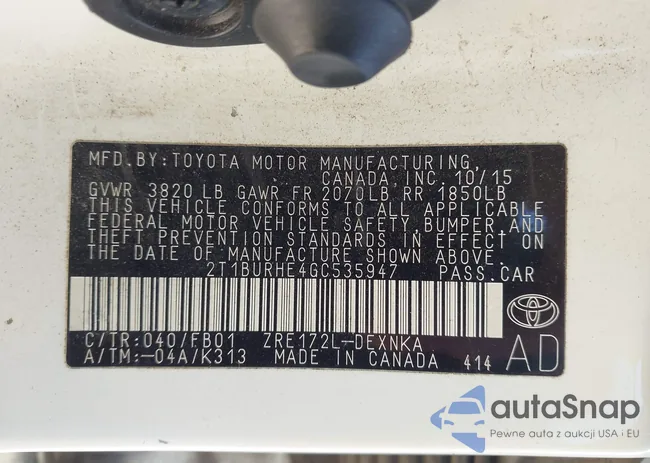 MFD.BY:TOYOTA MOTOR MANUFACTURING,
CANADA, INC. 10/15
GVWR 3820 LB GAWR FR 2070LB RR 1850LB
THIS VEHICLE CONFORMS TO ALL APPLICABLE
FEDERAL MOTOR VEHICLE SAFETY, BUMPER, AND
THEFT PREVENTION STANDARDS IN EFFECT ON
THE DATE OF MANUFACTURE SHOWN ABOVE.
2T1BURHE4GC535947 PASS.CAR
C/TR:040/FB01 ZRE172L-DEXNKA
A/TM:-04A/K313 MADE IN CANADA 414 AD
autaSnap
Pewne auta z aukcji USA i EU